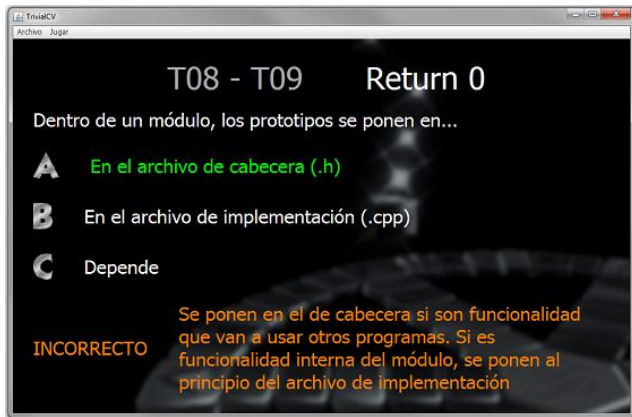 TrivialCV
Archivo Jugar
T08 - T09 Return 0
Dentro de un módulo, los prototipos se ponen en...
A En el archivo de cabecera (.h)
B En el archivo de implementación (.cpp)
C Depende
INCORRECTO
Se ponen en el de cabecera si son funcionalidad
que van a usar otros programas. Si es
funcionalidad interna del módulo, se ponen al
principio del archivo de implementación